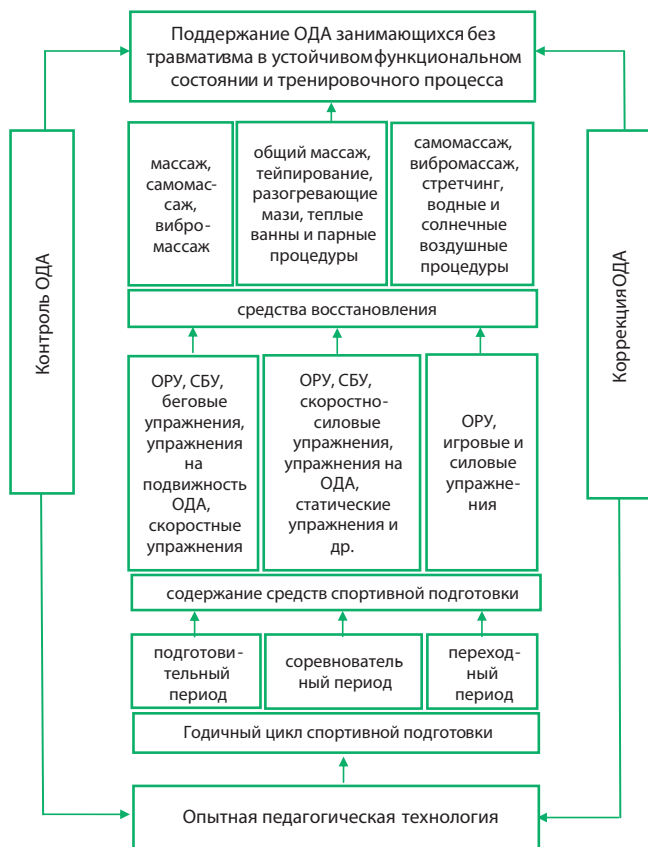 Поддержание ОДА занимающихся без
травматизма в устойчивом функциональном
состоянии и тренировочного процесса
Контроль ОДА
массаж,
самомас-
саж,
вибро-
массаж
общий массаж,
тейпирование,
разогревающие
мази, теплые
ванны и парные
процедуры
самомассаж,
вибромассаж,
стретчинг,
водные и
солнечные
воздушные
процедуры
Коррекция ОДА
средства восстановления
ОРУ, СБУ,
беговые
упражнения,
упражнения
на
подвижность
ОДА,
скоростные
упражнения
ОРУ, СБУ,
скоростно-
силовые
упражнения,
упражнения на
ОДА,
статические
упражнения и
др.
ОРУ,
игровые и
силовые
упражне-
ния
содержание средств спортивной подготовки
подготови-
тельный
период
соревнователь
ный период
переход-
ный
период
Годичный цикл спортивной подготовки
Опытная педагогическая технология